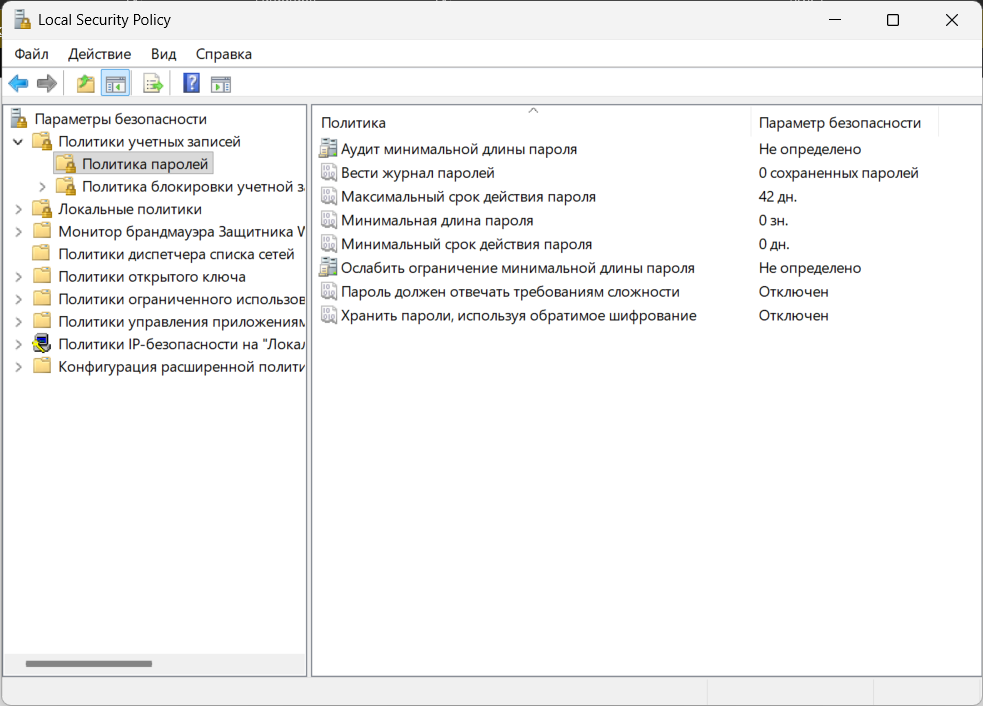 Local Security Policy
Файл Действие Вид Справка
Параметры безопасности
Политики учетных записей
Политика паролей
Политика блокировки учетной з
Локальные политики
Монитор брандмауэра Защитника W
Политики диспетчера списка сетей
Политики открытого ключа
Политики ограниченного использов
Политики управления приложениям
Политики IP-безопасности на "Локал
Конфигурация расширенной полити
Политика Параметр безопасности
Аудит минимальной длины пароля Не определено
Вести журнал паролей 0 сохраненных паролей
Максимальный срок действия пароля 42 дн.
Минимальная длина пароля 0 зн.
Минимальный срок действия пароля 0 дн.
Ослабить ограничение минимальной длины пароля Не определено
Пароль должен отвечать требованиям сложности Отключен
Хранить пароли, используя обратимое шифрование Отключен